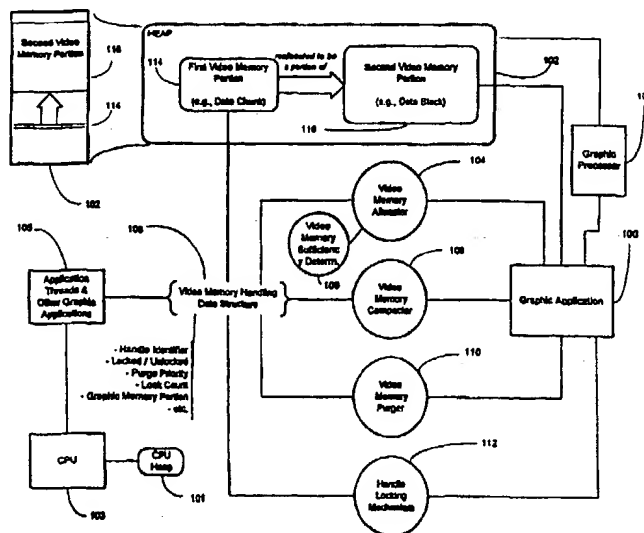 Second Video
Memory Portion
116
114
102
HEAP
114
First Video Memory
Portion
(e.g., Data Chunk)
reallocated to be
a portion of
Second Video Memory
Portion
(e.g., Data Block)
116
102
Graphic
Processor
104
Video
Memory
Allocator
Video
Memory
Sufficienc
y Determ.
100
Graphic Application
105
Application
Threads &
Other Graphic
Applications
108
Video Memory Handling
Data Structure
- Handle Identifier
- Locked / Unlocked
- Purge Priority
- Lock Count
- Graphic Memory Portion
- etc.
Video
Memory
Compacter
110
Video
Memory
Purger
112
Handle
Locking
Mechanism
CPU
103
CPU
Heap
101